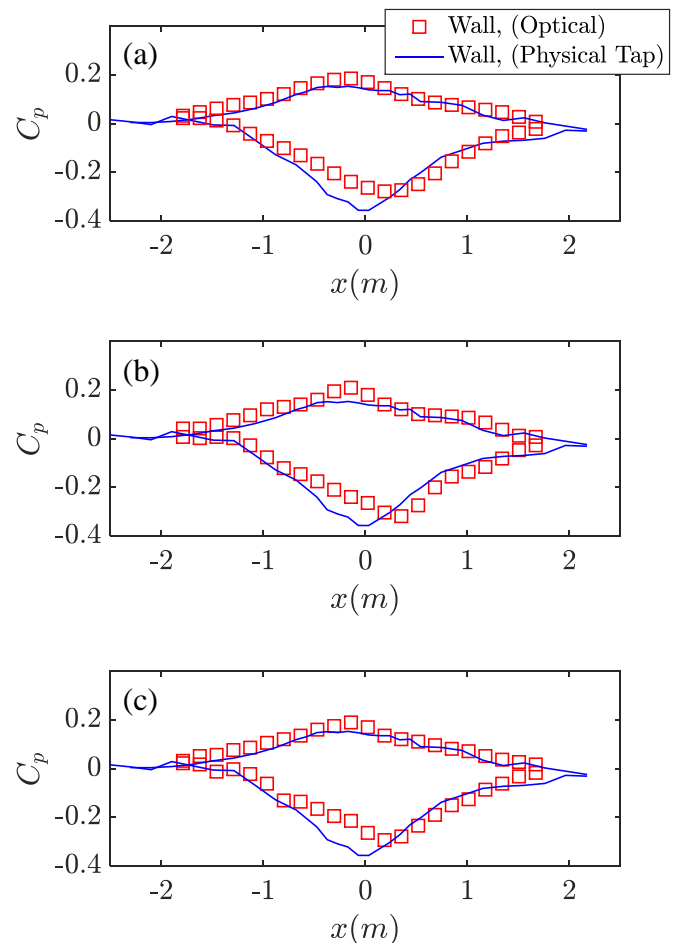 Wall, (Optical)
Wall, (Physical Tap)
(a)
0.2
0
-0.2
-0.4
C_p
-2 -1 0 1 2
x(m)
(b)
0.2
0
-0.2
-0.4
C_p
-2 -1 0 1 2
x(m)
(c)
0.2
0
-0.2
-0.4
C_p
-2 -1 0 1 2
x(m)